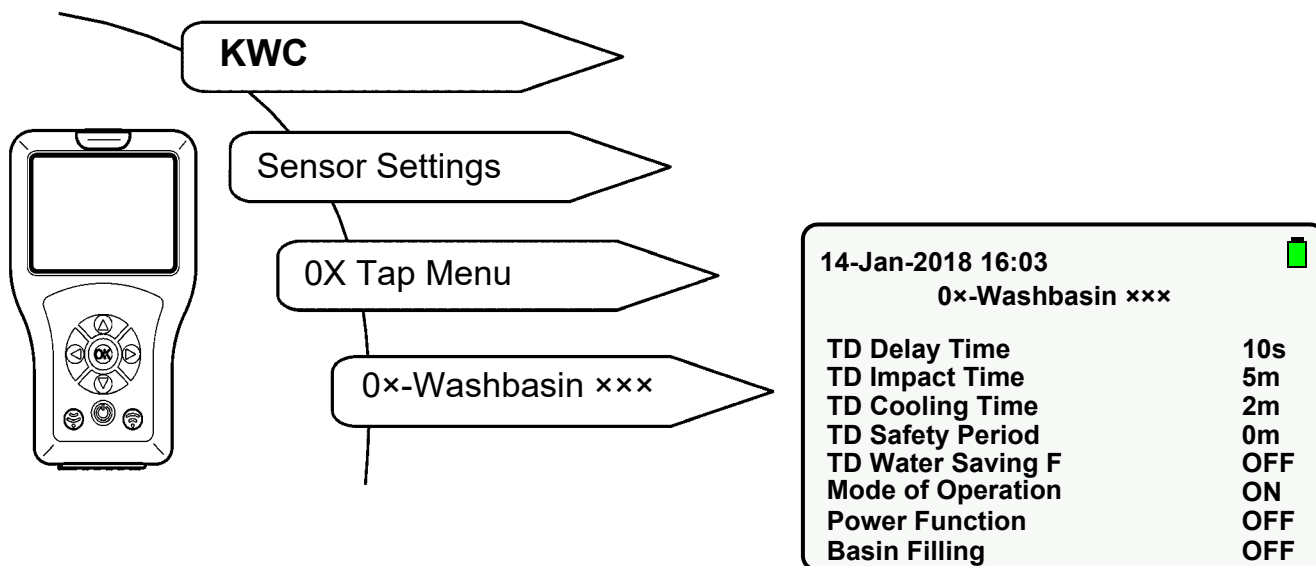 KWC
Sensor Settings
0X Tap Menu
0×-Washbasin ×××
OK
14-Jan-2018 16:03
0×-Washbasin ×××
TD Delay Time 10s
TD Impact Time 5m
TD Cooling Time 2m
TD Safety Period 0m
TD Water Saving F OFF
Mode of Operation ON
Power Function OFF
Basin Filling OFF